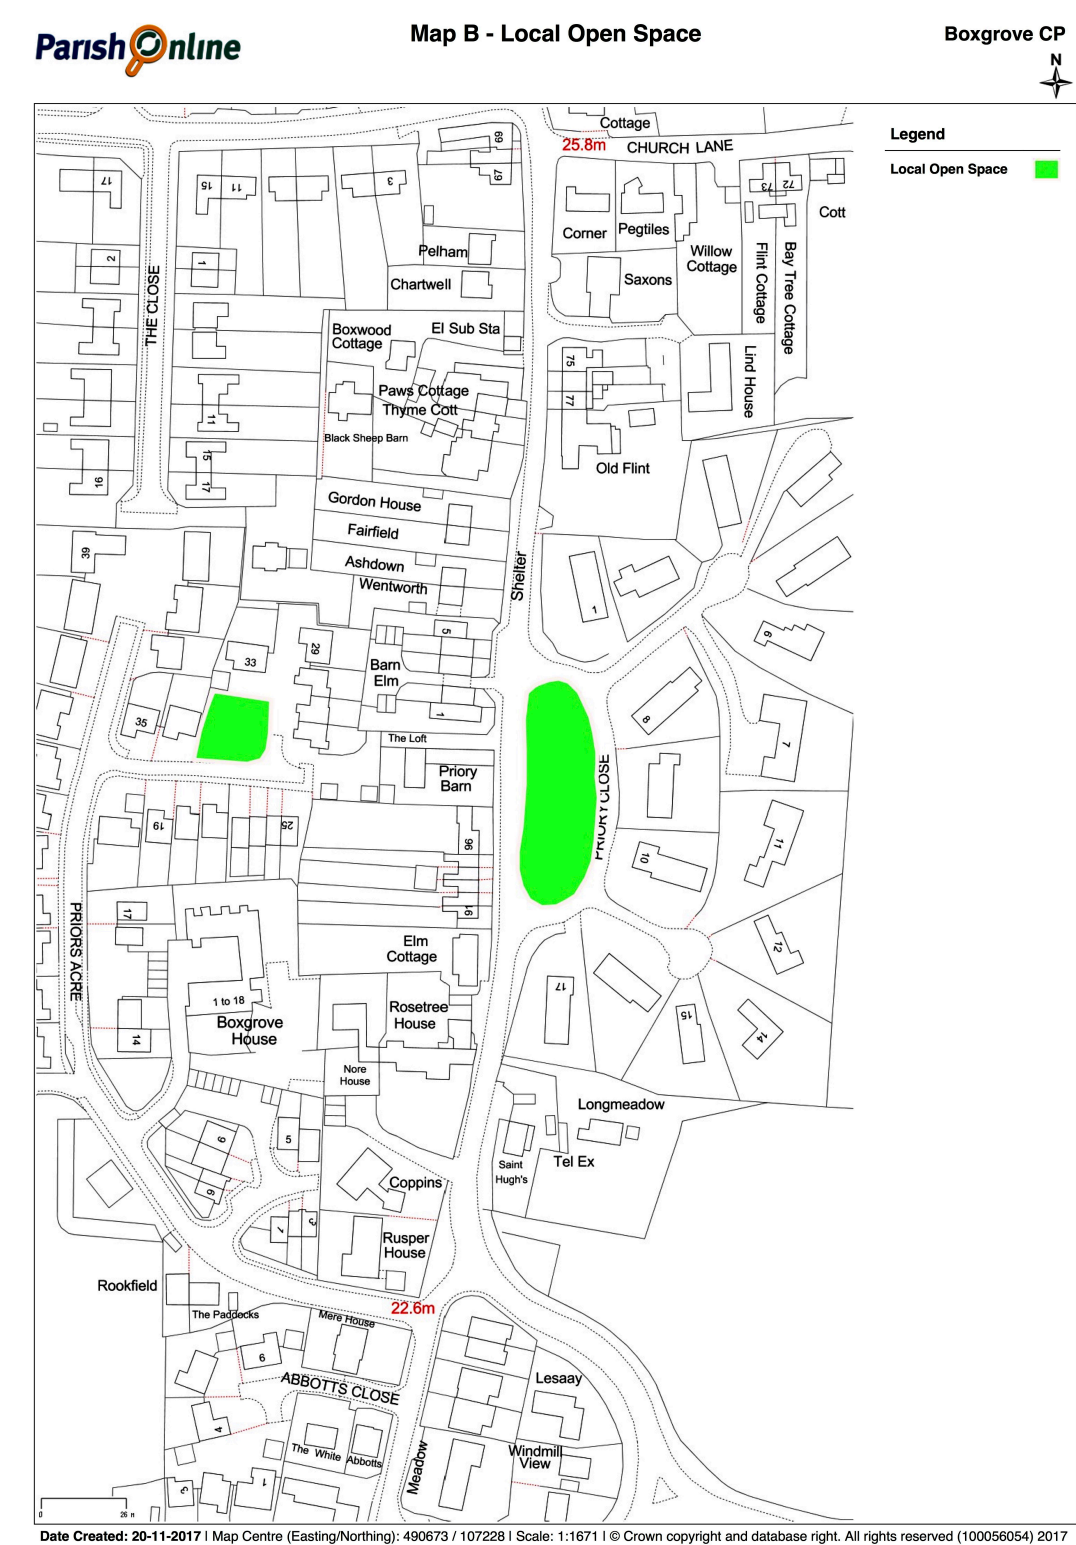 Parish Online
Map B - Local Open Space
Boxgrove CP
N
Legend
Local Open Space
Cottage
25.8m
CHURCH LANE
69
67
17
15
11
3
73
72
Cott
Corner
Pegtiles
Willow
Cottage
Flint Cottage
Bay Tree Cottage
Pelham
Chartwell
Saxons
2
1
THE CLOSE
Boxwood
Cottage
El Sub Sta
75
77
Lind House
Paws Cottage
Thyme Cott
Black Sheep Barn
11
15
17
16
Old Flint
Gordon House
Fairfield
Ashdown
Wentworth
Shelter
39
1
5
29
33
Barn
Elm
9
8
7
35
1
The Loft
Priory
Barn
PRIORY CLOSE
19
25
96
10
11
91
17
PRIORS ACRE
Elm
Cottage
12
1 to 18
Boxgrove
House
Rosetree
House
17
15
14
14
Nore
House
Longmeadow
9
5
6
Saint
Hugh's
Tel Ex
Coppins
1
3
Rusper
House
Rookfield
The Paddocks
22.6m
Mere House
6
ABBOTTS CLOSE
Lesaay
4
The White
Abbotts
Meadow
Windmill
View
3
1
0
26 m
Date Created: 20-11-2017 | Map Centre (Easting/Northing): 490673 / 107228 | Scale: 1:1671 | © Crown copyright and database right. All rights reserved (100056054) 2017